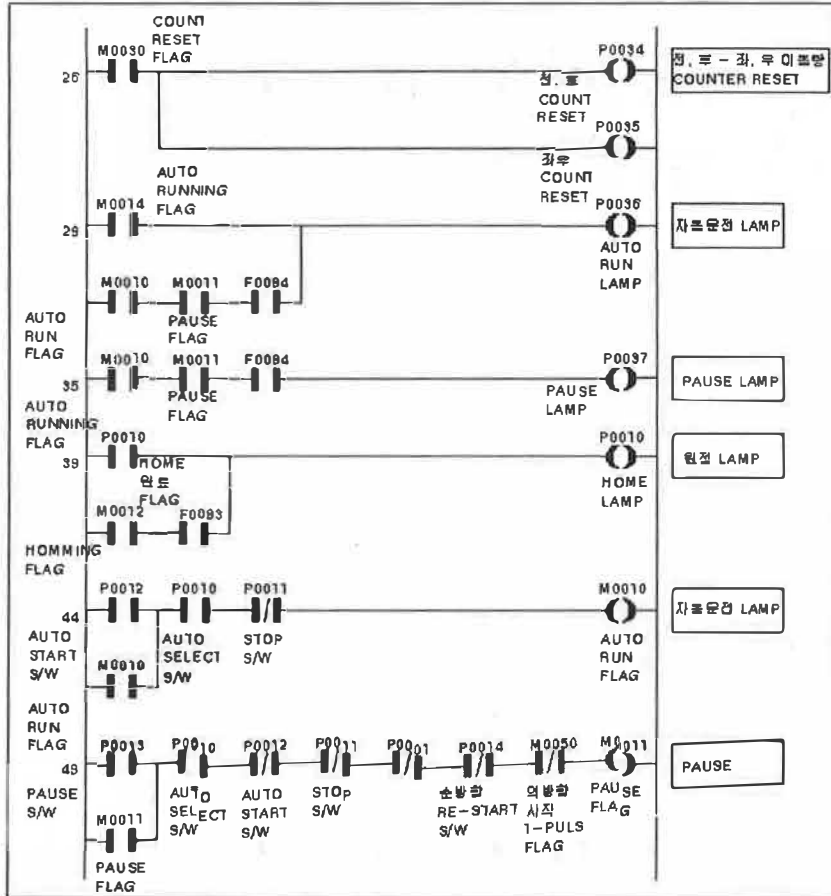 COUNT
RESET
FLAG
M0030
P0034
26
전, 후
COUNT
RESET
전, 후 - 좌, 우 이동량
COUNTER RESET
P0035
좌우
COUNT
RESET
AUTO
RUNNING
FLAG
M0014
P0036
29
AUTO
RUN
LAMP
자동운전 LAMP
M0010 M0011 F0094
PAUSE
FLAG
AUTO
RUN
FLAG
M0010 M0011 F0094
P0037
35
PAUSE
FLAG
PAUSE
LAMP
PAUSE LAMP
AUTO
RUNNING
FLAG
P0010
P0010
39
HOME
완료
FLAG
HOME
LAMP
원점 LAMP
M0012 F0093
HOMMING
FLAG
P0012 P0010 P0011
M0010
44
AUTO
START
S/W
AUTO
SELECT
S/W
STOP
S/W
AUTO
RUN
FLAG
자동운전 LAMP
M0010
AUTO
RUN
FLAG
P0013 P0010 P0012 P0011 P0001 P0014 M0050 M0011
49
PAUSE
S/W
AUTO
SELECT
S/W
AUTO
START
S/W
STOP
S/W
순방향
RE-START
S/W
역방향
시작
1-PULS
FLAG
PAUSE
FLAG
PAUSE
M0011
PAUSE
FLAG